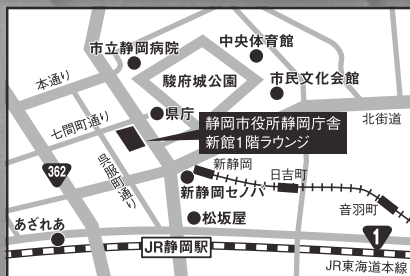 市立静岡病院
中央体育館
本通り
駿府城公園
市民文化会館
県庁
北街道
七間町通り
静岡市役所静岡庁舎
新館1階ラウンジ
呉服町通り
362
新静岡
日吉町
新静岡セノバ
音羽町
あざれあ
松坂屋
1
JR静岡駅
JR東海道本線